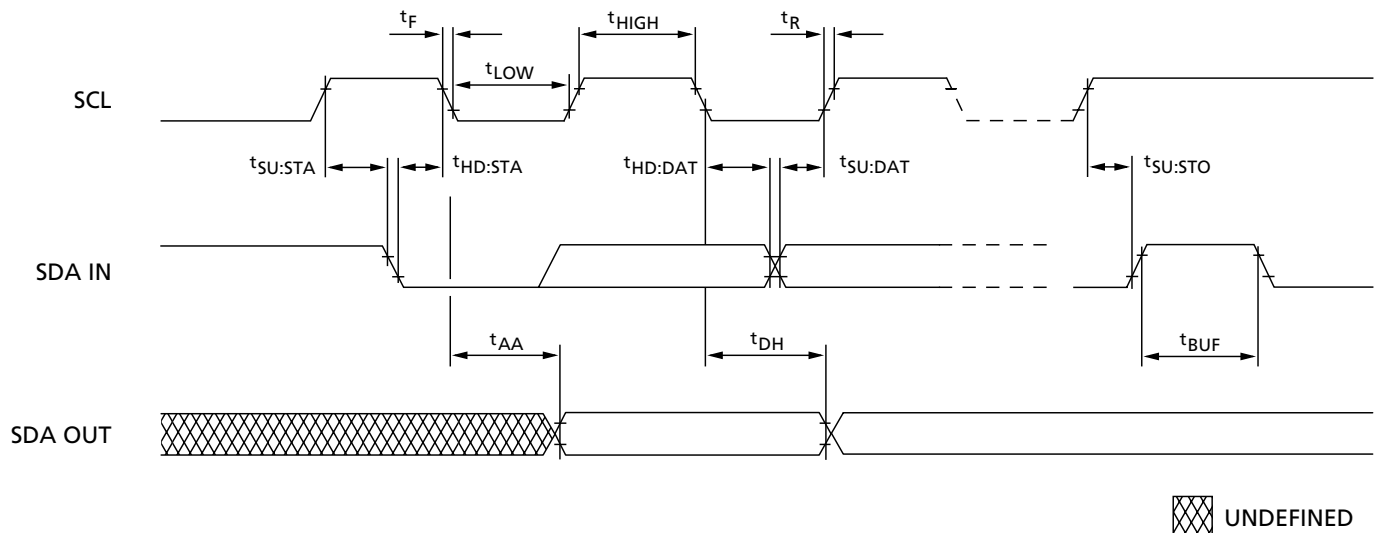 tF
tHIGH
tR
tLOW
SCL
tSU:STA
tHD:STA
tHD:DAT
tSU:DAT
tSU:STO
SDA IN
tAA
tDH
tBUF
SDA OUT
UNDEFINED